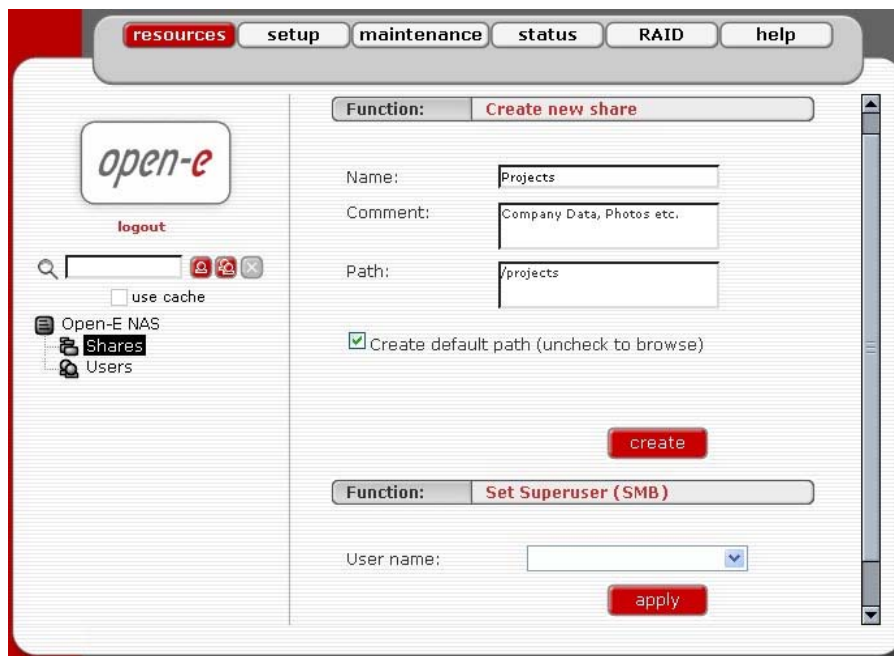 resources setup maintenance status RAID help
open-e
logout
use cache
Open-E NAS
Shares
Users
Function: Create new share
Name: Projects
Comment: Company Data, Photos etc.
Path: /projects
Create default path (uncheck to browse)
create
Function: Set Superuser (SMB)
User name:
apply